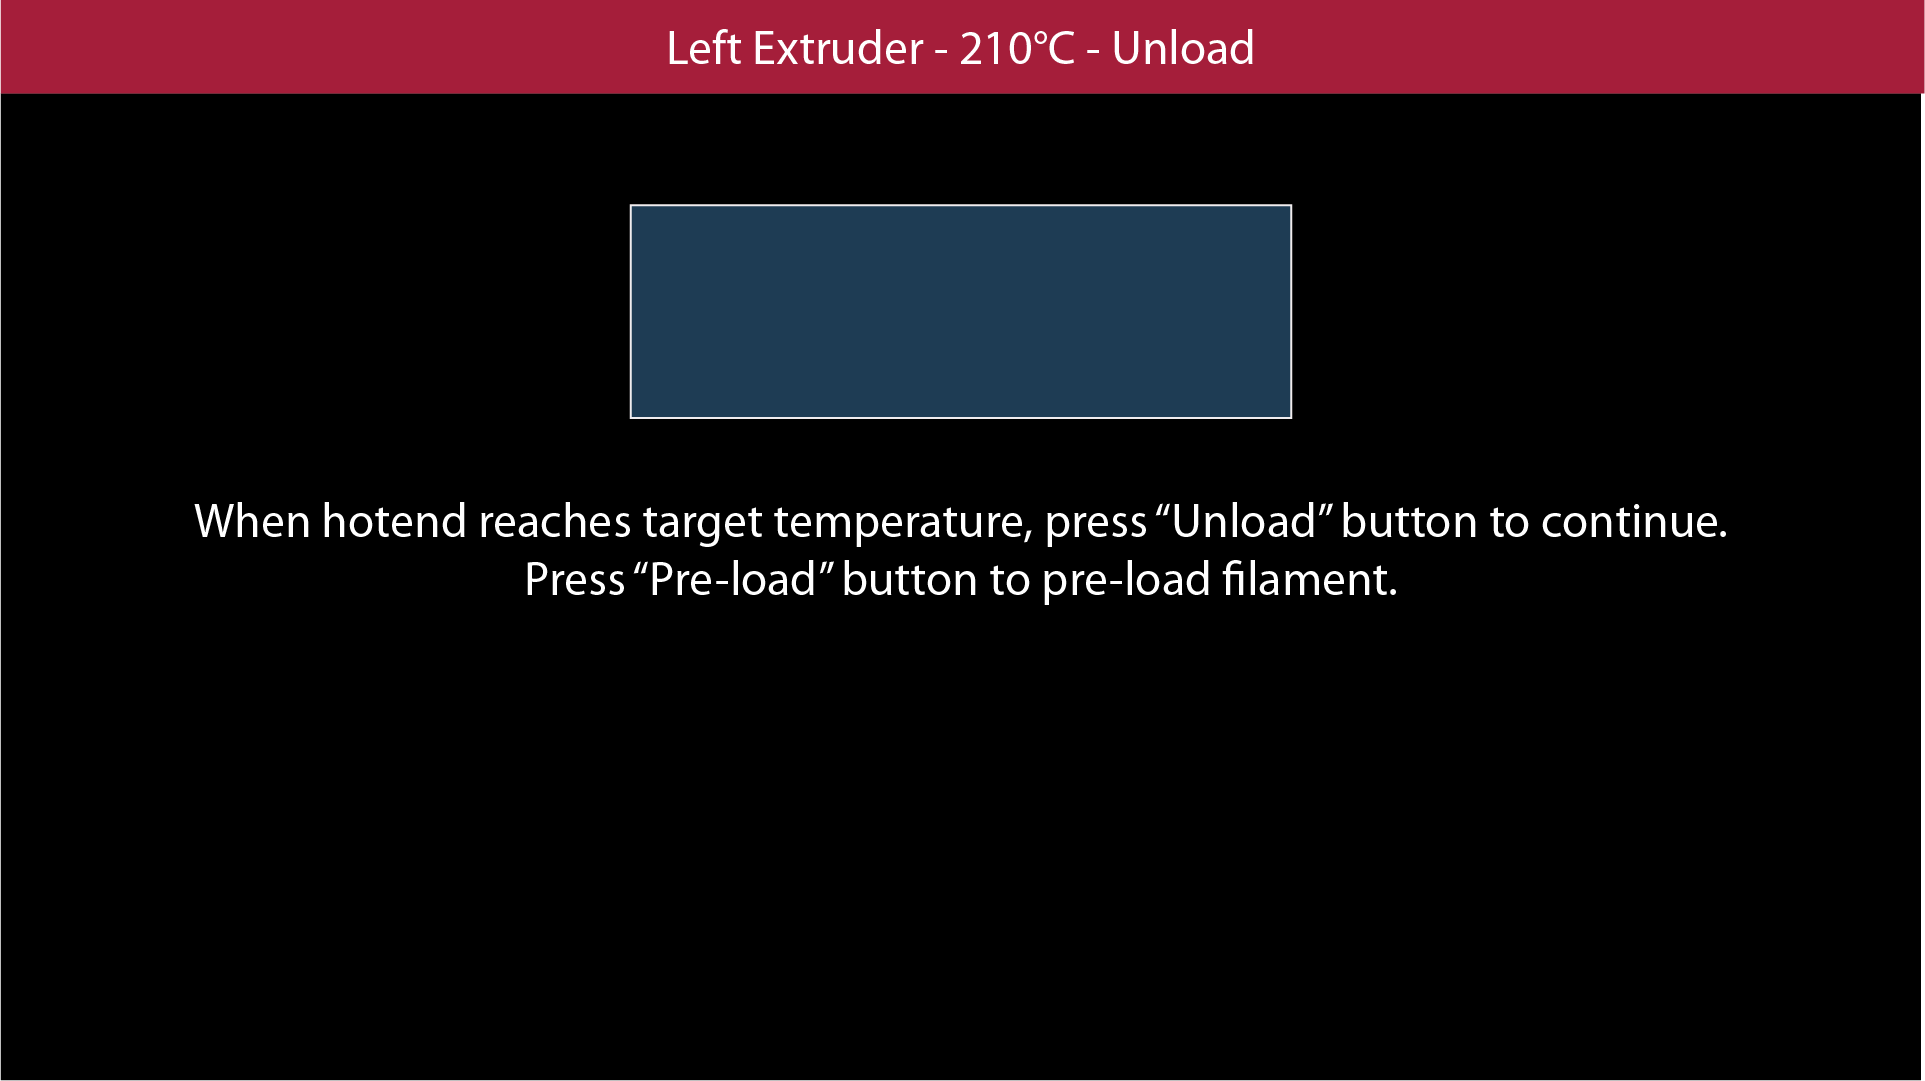 Left Extruder - 210°C - Unload
When hotend reaches target temperature, press “Unload” button to continue.
Press “Pre-load” button to pre-load filament.